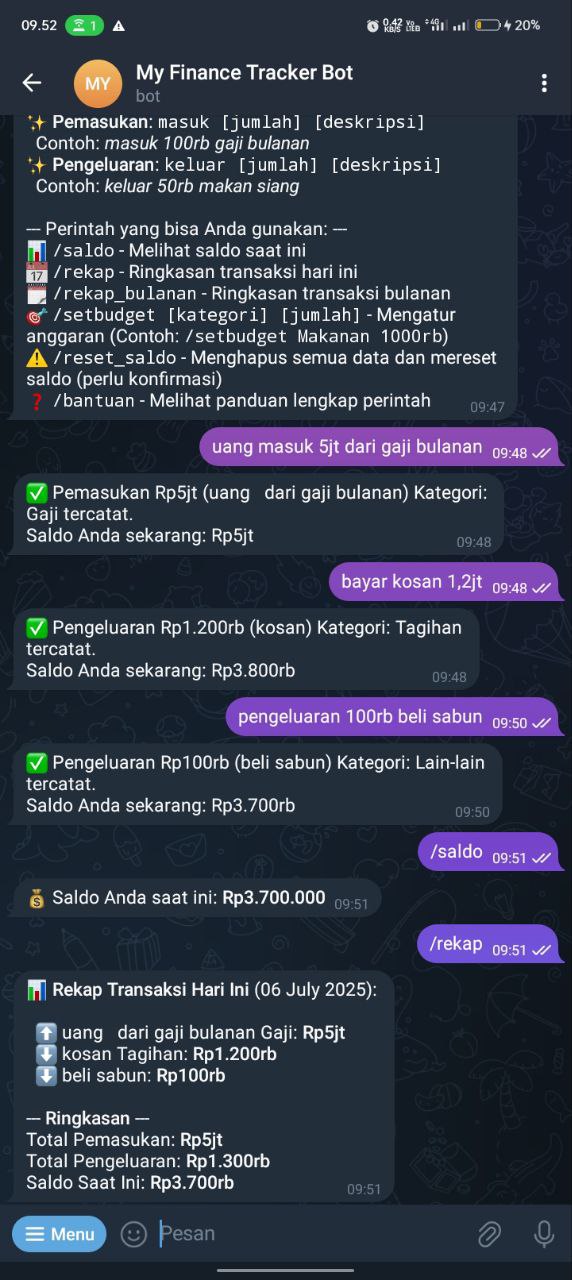 09.52 1 0,42 KB/S Vo LTE 4G 20%
MY My Finance Tracker Bot
bot
✨ Pemasukan: masuk [jumlah] [deskripsi]
Contoh: masuk 100rb gaji bulanan
✨ Pengeluaran: keluar [jumlah] [deskripsi]
Contoh: keluar 50rb makan siang
--- Perintah yang bisa Anda gunakan: ---
📊 /saldo - Melihat saldo saat ini
📅 /rekap - Ringkasan transaksi hari ini
🗓️ /rekap_bulanan - Ringkasan transaksi bulanan
🎯 /setbudget [kategori] [jumlah] - Mengatur
anggaran (Contoh: /setbudget Makanan 1000rb)
⚠️ /reset_saldo - Menghapus semua data dan mereset
saldo (perlu konfirmasi)
❓ /bantuan - Melihat panduan lengkap perintah 09:47
uang masuk 5jt dari gaji bulanan 09:48
✅ Pemasukan Rp5jt (uang   dari gaji bulanan) Kategori:
Gaji tercatat.
Saldo Anda sekarang: Rp5jt 09:48
bayar kosan 1,2jt 09:48
✅ Pengeluaran Rp1.200rb (kosan) Kategori: Tagihan
tercatat.
Saldo Anda sekarang: Rp3.800rb 09:48
pengeluaran 100rb beli sabun 09:50
✅ Pengeluaran Rp100rb (beli sabun) Kategori: Lain-lain
tercatat.
Saldo Anda sekarang: Rp3.700rb 09:50
/saldo 09:51
💰 Saldo Anda saat ini: Rp3.700.000 09:51
/rekap 09:51
📊 Rekap Transaksi Hari Ini (06 July 2025):
⬆️ uang   dari gaji bulanan Gaji: Rp5jt
⬇️ kosan Tagihan: Rp1.200rb
⬇️ beli sabun: Rp100rb
--- Ringkasan ---
Total Pemasukan: Rp5jt
Total Pengeluaran: Rp1.300rb
Saldo Saat Ini: Rp3.700rb 09:51
Menu Pesan